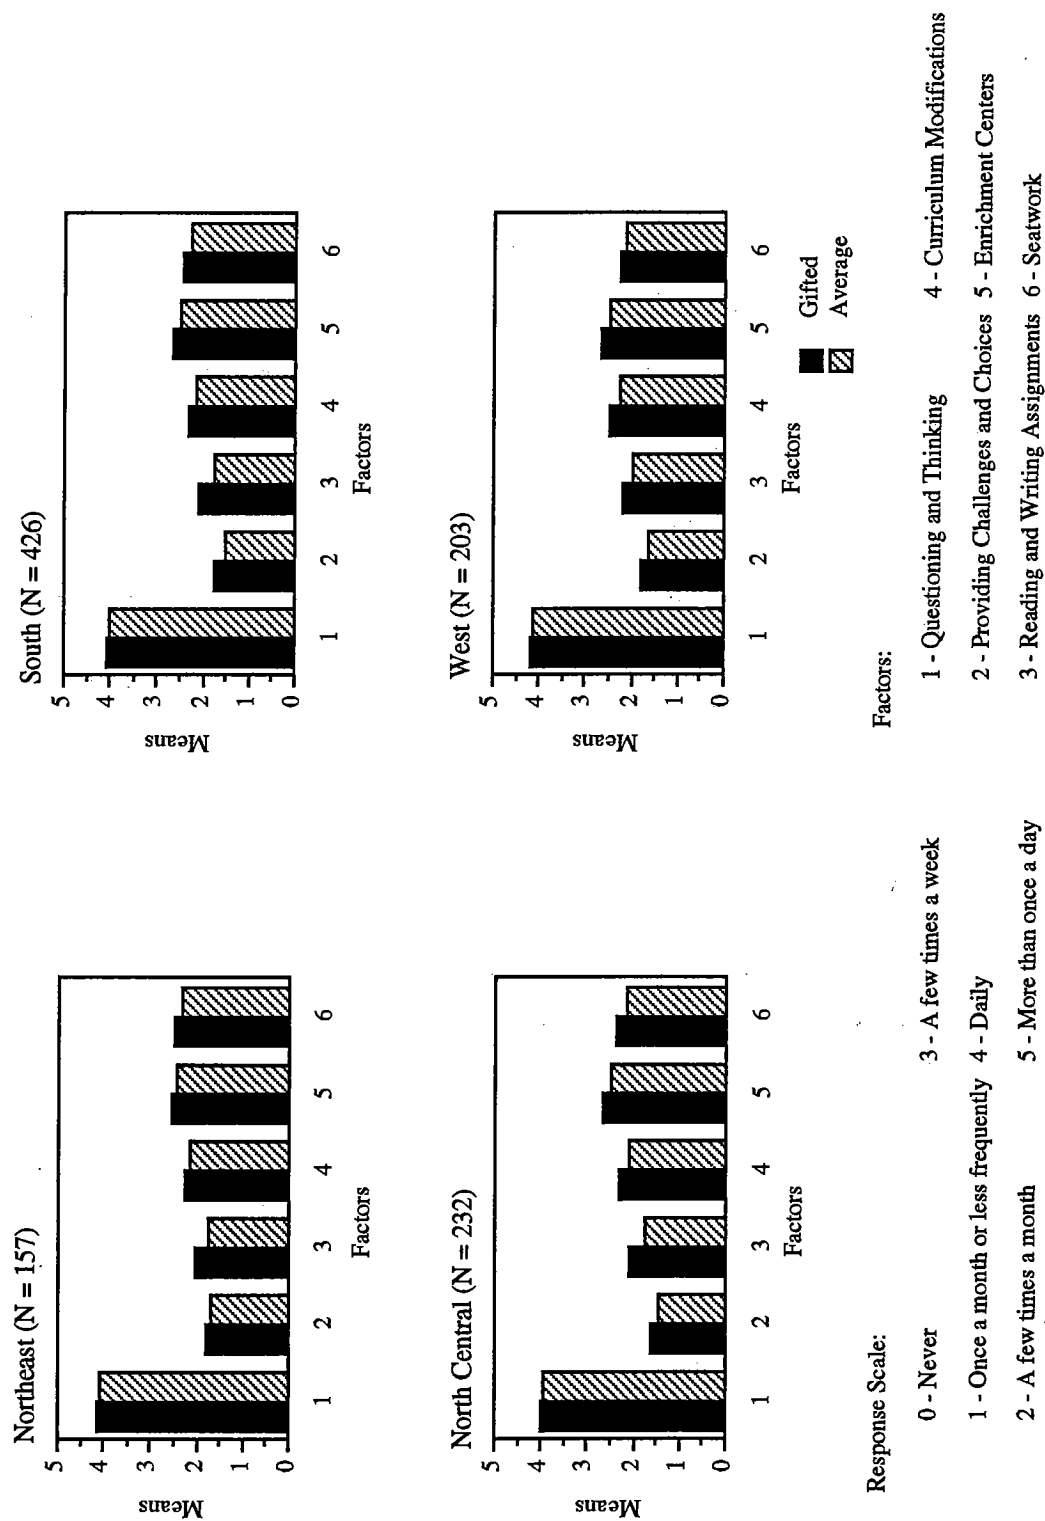 Northeast (N = 157)
Means
5
4
3
2
1
0
1 2 3 4 5 6
Factors
South (N = 426)
Means
5
4
3
2
1
0
1 2 3 4 5 6
Factors
North Central (N = 232)
Means
5
4
3
2
1
0
1 2 3 4 5 6
Factors
West (N = 203)
Means
5
4
3
2
1
0
1 2 3 4 5 6
Factors
Gifted
Average
Response Scale:
0 - Never 3 - A few times a week
1 - Once a month or less frequently 4 - Daily
2 - A few times a month 5 - More than once a day
Factors:
1 - Questioning and Thinking 4 - Curriculum Modifications
2 - Providing Challenges and Choices 5 - Enrichment Centers
3 - Reading and Writing Assignments 6 - Seatwork